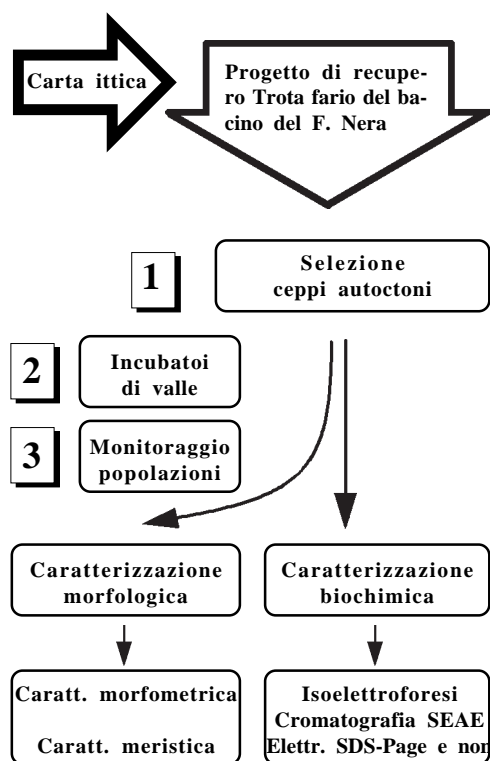 Carta ittica
Progetto di recupe-
ro Trota fario del ba-
cino del F. Nera
1
Selezione
ceppi autoctoni
2
Incubatoi
di valle
3
Monitoraggio
popolazioni
Caratterizzazione
morfologica
Caratterizzazione
biochimica
Caratt. morfometrica
Caratt. meristica
Isoelettroforesi
Cromatografia SEAE
Elettr. SDS-Page e non